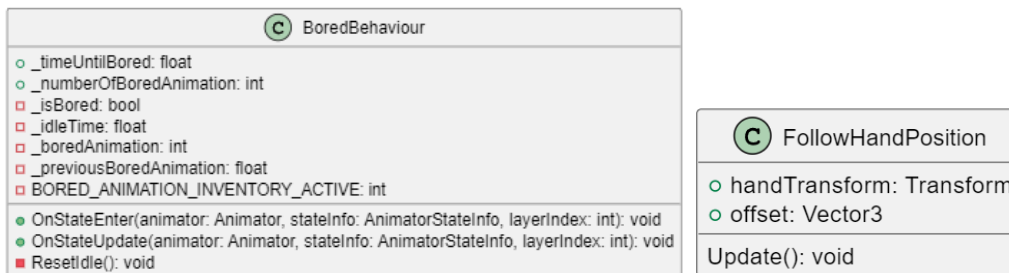 C BoredBehaviour
_timeUntilBored: float
_numberOfBoredAnimation: int
_isBored: bool
_idleTime: float
_boredAnimation: int
_previousBoredAnimation: float
BORED_ANIMATION_INVENTORY_ACTIVE: int
OnStateEnter(animator: Animator, stateInfo: AnimatorStateInfo, layerIndex: int): void
OnStateUpdate(animator: Animator, stateInfo: AnimatorStateInfo, layerIndex: int): void
ResetIdle(): void
C FollowHandPosition
handTransform: Transform
offset: Vector3
Update(): void